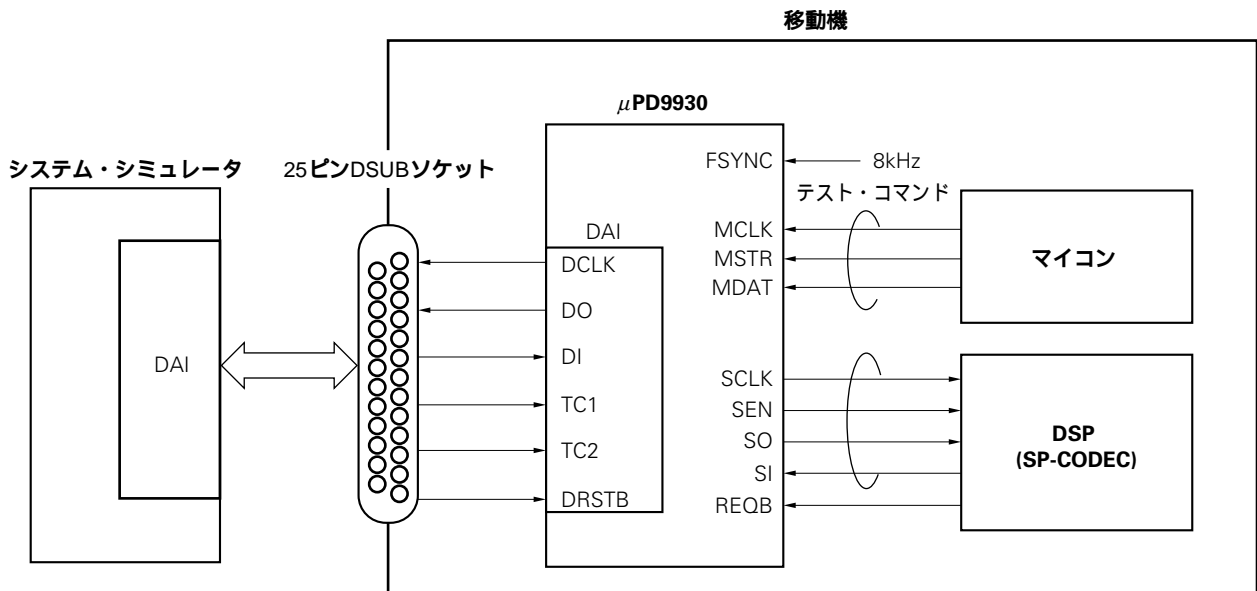 移動機
μPD9930
システム・シミュレータ
25ピンDSUBソケット
FSYNC
8kHz
テスト・コマンド
DAI
DCLK
DO
DI
TC1
TC2
DRSTB
MCLK
MSTR
MDAT
マイコン
DAI
SCLK
SEN
SO
SI
REQB
DSP
(SP-CODEC)